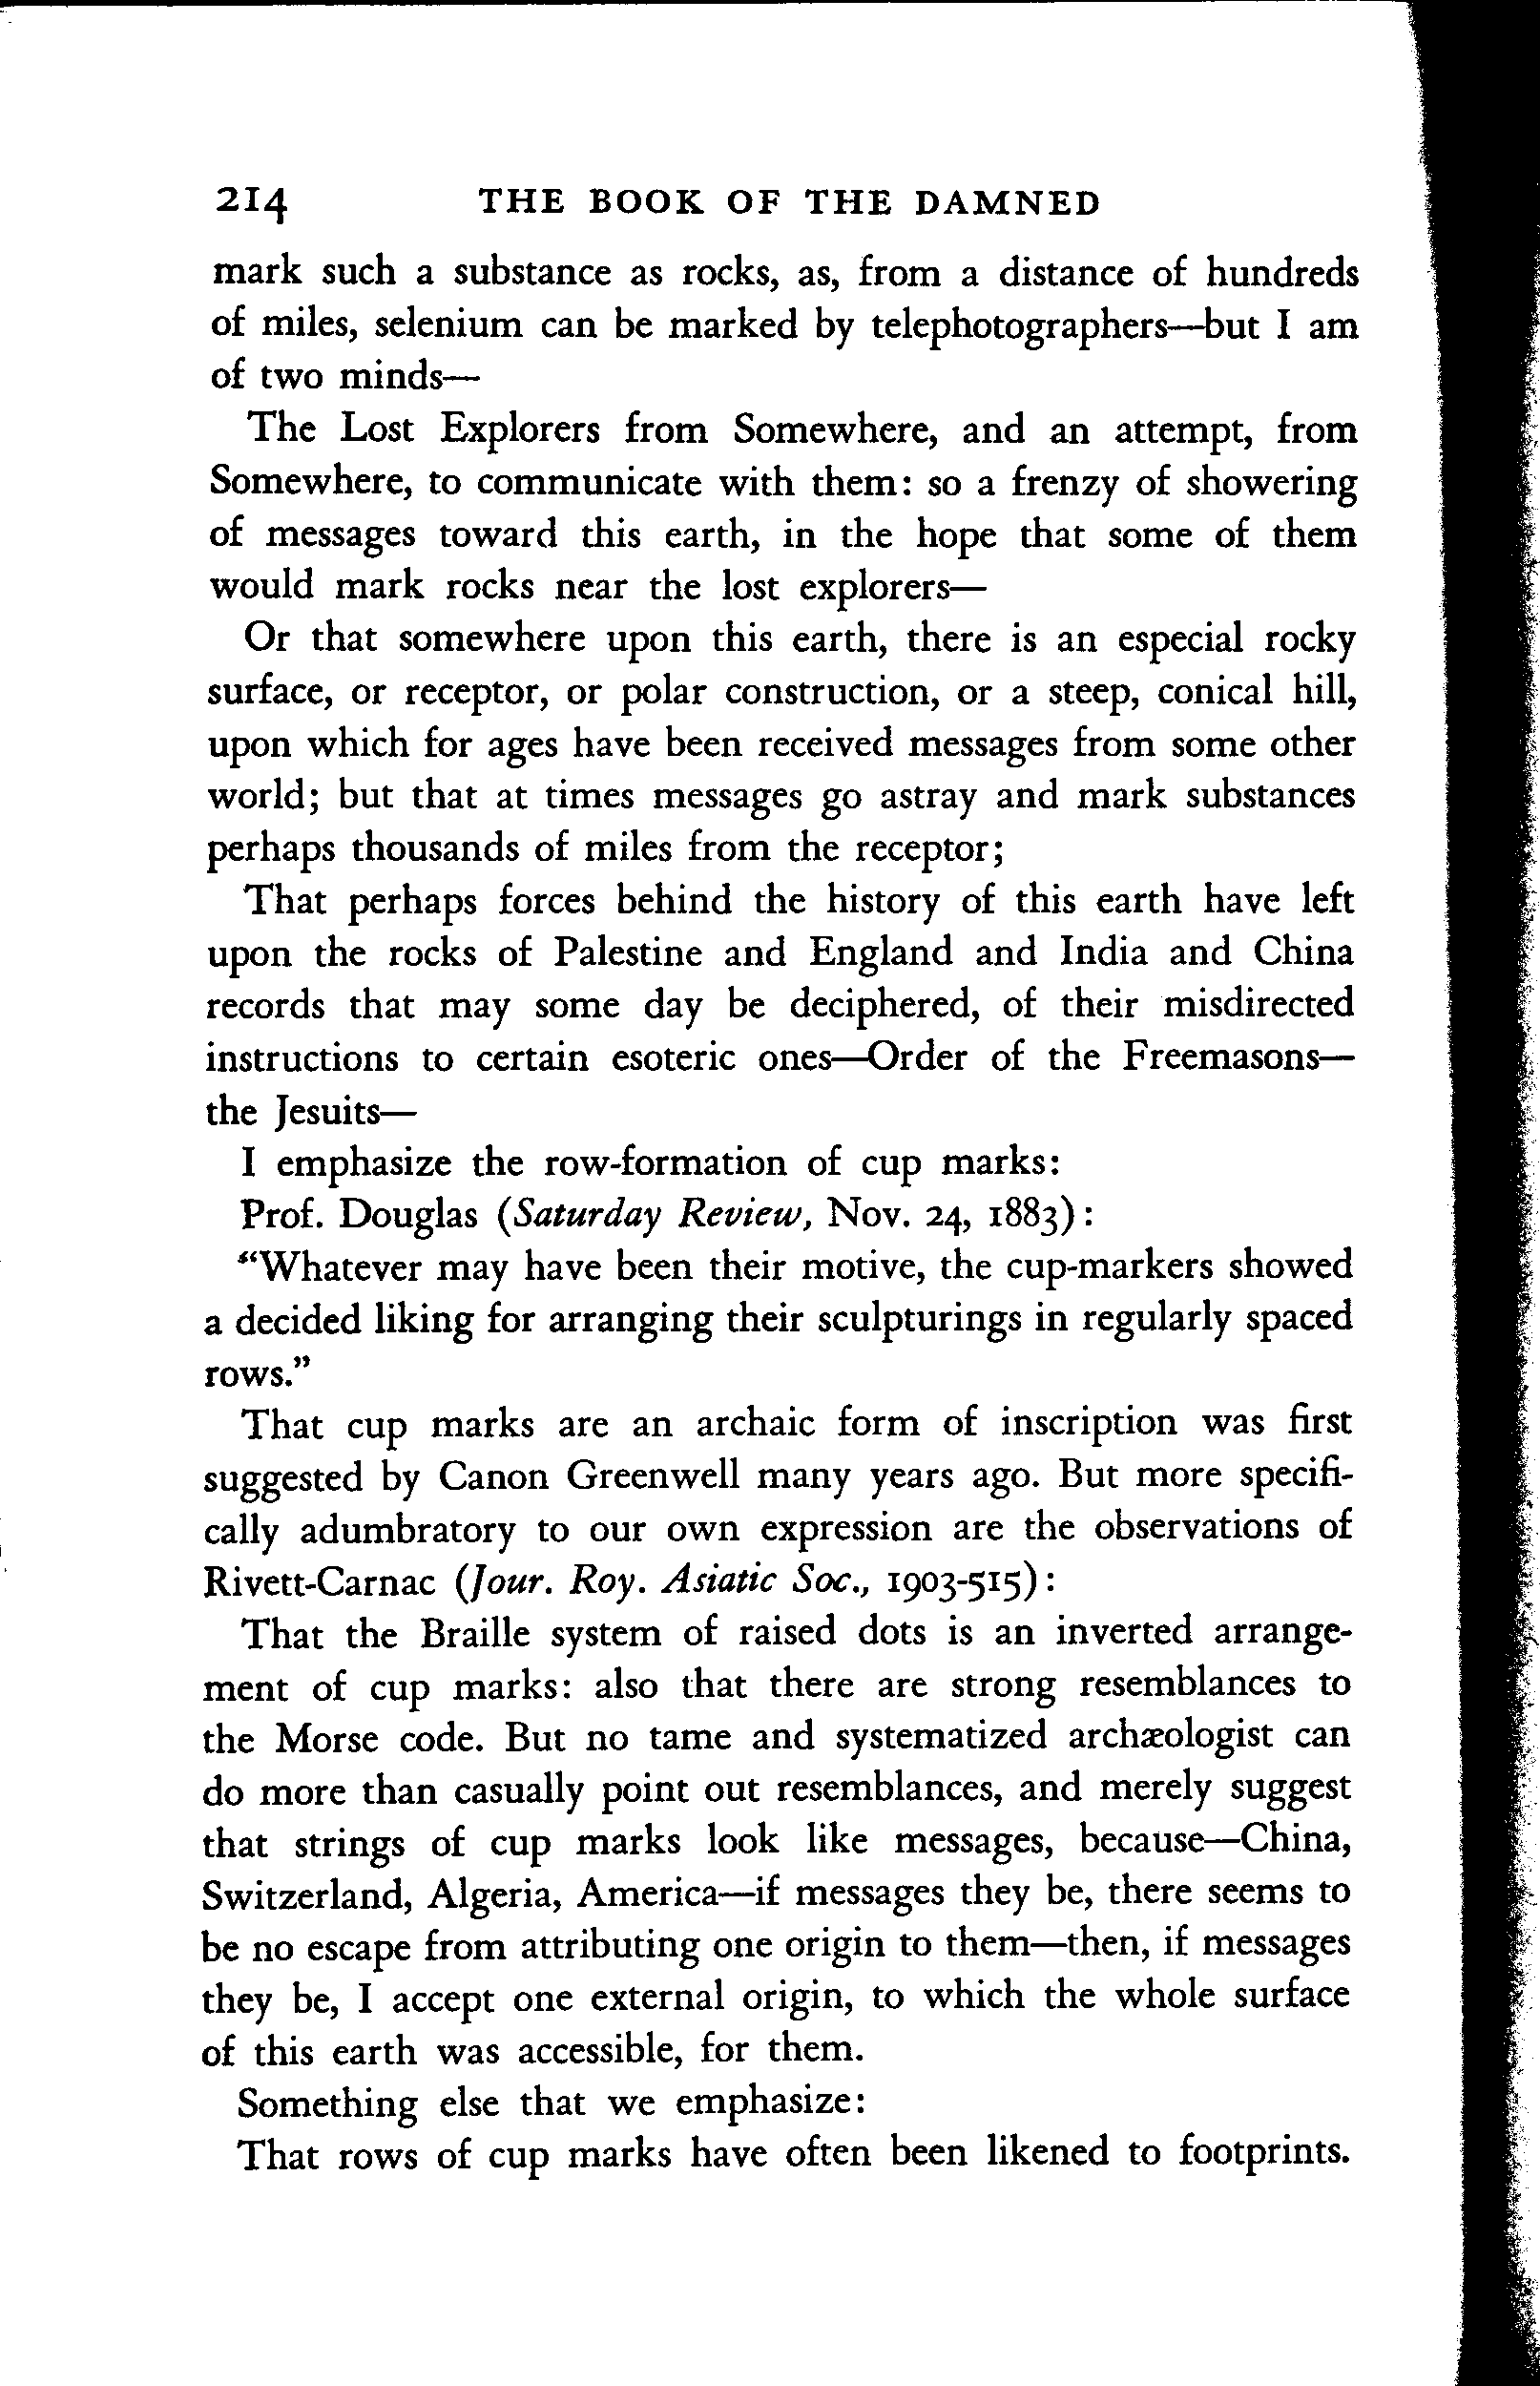 214 THE BOOK OF THE DAMNED
mark such a substance as rocks, as, from a distance of hundreds
of miles, selenium can be marked by telephotographers—but I am
of two minds—
The Lost Explorers from Somewhere, and an attempt, from
Somewhere, to communicate with them: so a frenzy of showering
of messages toward this earth, in the hope that some of them
would mark rocks near the lost explorers—
Or that somewhere upon this earth, there is an especial rocky
surface, or receptor, or polar construction, or a steep, conical hill,
upon which for ages have been received messages from some other
world; but that at times messages go astray and mark substances
perhaps thousands of miles from the receptor;
That perhaps forces behind the history of this earth have left
upon the rocks of Palestine and England and India and China
records that may some day be deciphered, of their misdirected
instructions to certain esoteric ones—Order of the Freemasons—
the Jesuits—
I emphasize the row-formation of cup marks:
Prof. Douglas (Saturday Review, Nov. 24, 1883):
"Whatever may have been their motive, the cup-markers showed
a decided liking for arranging their sculpturings in regularly spaced
rows."
That cup marks are an archaic form of inscription was first
suggested by Canon Greenwell many years ago. But more specifi-
cally adumbratory to our own expression are the observations of
Rivett-Carnac (Jour. Roy. Asiatic Soc., 1903-515):
That the Braille system of raised dots is an inverted arrange-
ment of cup marks: also that there are strong resemblances to
the Morse code. But no tame and systematized archæologist can
do more than casually point out resemblances, and merely suggest
that strings of cup marks look like messages, because—China,
Switzerland, Algeria, America—if messages they be, there seems to
be no escape from attributing one origin to them—then, if messages
they be, I accept one external origin, to which the whole surface
of this earth was accessible, for them.
Something else that we emphasize:
That rows of cup marks have often been likened to footprints.